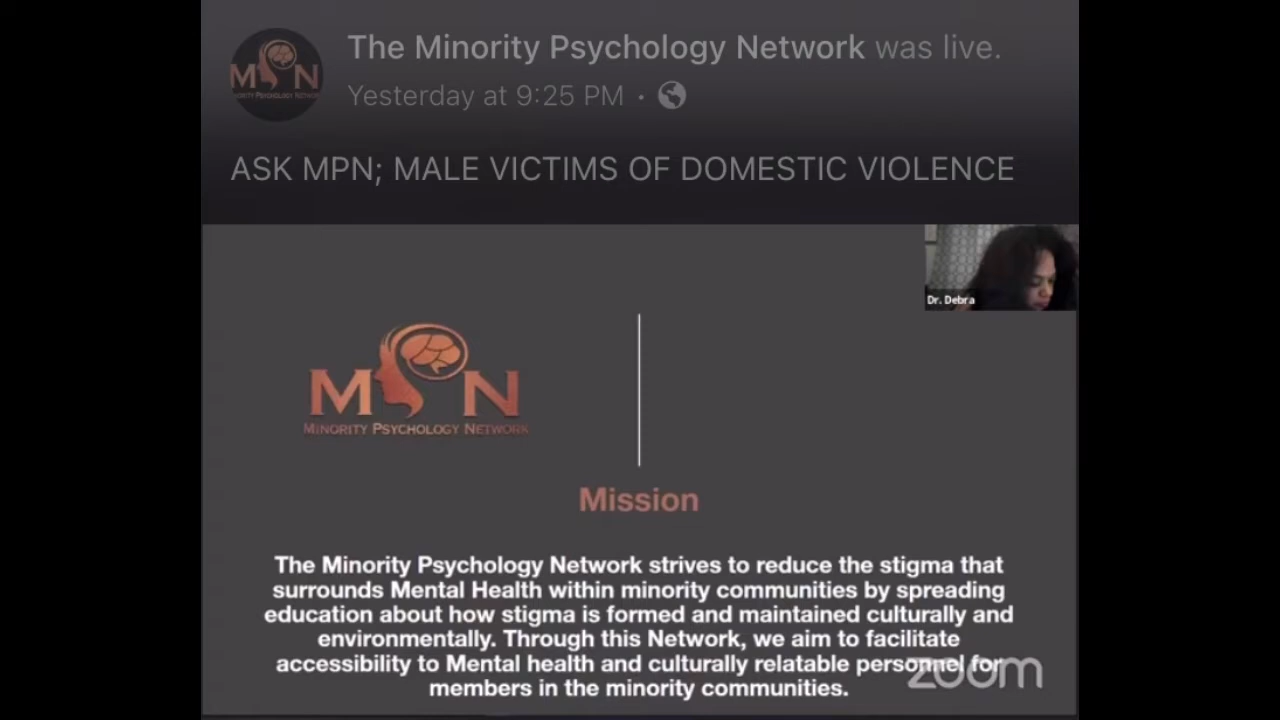 The Minority Psychology Network was live.
Yesterday at 9:25 PM ·
MPN
MINORITY PSYCHOLOGY NETWORK
ASK MPN; MALE VICTIMS OF DOMESTIC VIOLENCE
Dr. Debra
MPN
MINORITY PSYCHOLOGY NETWORK
Mission
The Minority Psychology Network strives to reduce the stigma that
surrounds Mental Health within minority communities by spreading
education about how stigma is formed and maintained culturally and
environmentally. Through this Network, we aim to facilitate
accessibility to Mental health and culturally relatable personnel for
members in the minority communities.
zoom